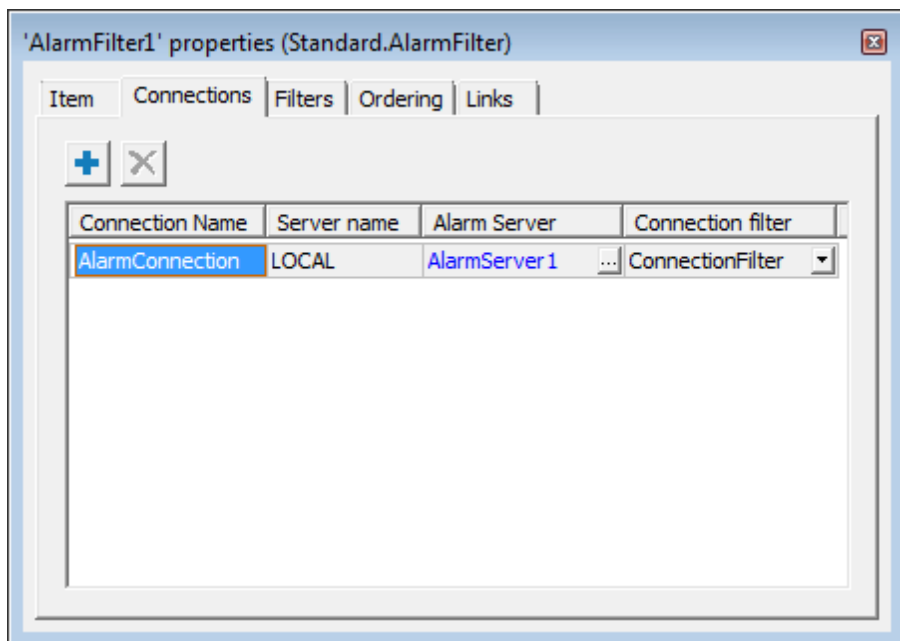 'AlarmFilter1' properties (Standard.AlarmFilter)
Item Connections Filters Ordering Links
Connection Name Server name Alarm Server Connection filter
AlarmConnection LOCAL AlarmServer1 ... ConnectionFilter